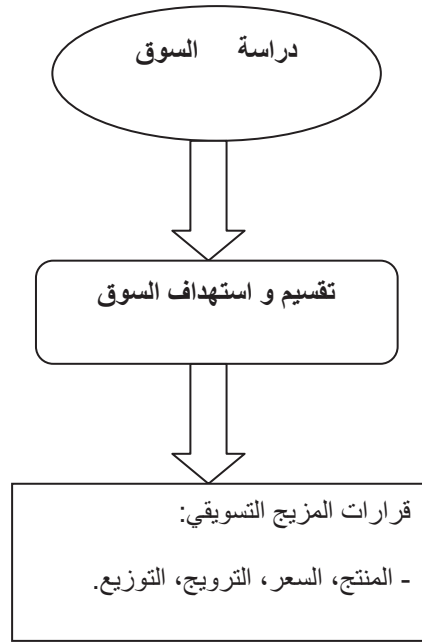 دراسة السوق
تقسيم و استهداف السوق
قرارات المزيج التسويقي:
- المنتج، السعر، الترويج، التوزيع.